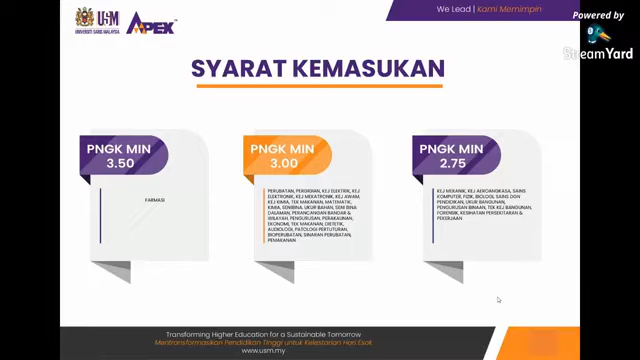 We Lead | Kami Memimpin
Powered by
StreamYard
USM
UNIVERSITI SAINS MALAYSIA
APEX™
SYARAT KEMASUKAN
PNGK MIN
3.50
FARMASI
PNGK MIN
3.00
PERUBATAN, PERGIGIAN, KEJ ELEKTRIK, KEJ
ELEKTRONIK, KEJ MEKATRONIK, KEJ AWAM,
KEJ KIMIA, TEK MAKANAN, MATEMATIK,
KIMIA, SENIBINA, UKUR BAHAN, SENI BINA
DALAMAN, PERANCANGAN BANDAR &
WILAYAH, PENGURUSAN, PERAKAUNAN,
EKONOMI, TEK MAKANAN, DIETETIK,
AUDIOLOGI, PATOLOGI PERTUTURAN,
BIOPERUBATAN, SINARAN PERUBATAN,
PEMAKANAN
PNGK MIN
2.75
KEJ MEKANIK, KEJ AEROANGKASA, SAINS
KOMPUTER, FIZIK, BIOLOGI, SAINS DGN
PENDIDIKAN, UKUR BANGUNAN,
PENGURUSAN BINAAN, TEK KEJ BANGUNAN,
FORENSIK, KESIHATAN PERSEKITARAN &
PEKERJAAN
Transforming Higher Education for a Sustainable Tomorrow
Mentransformasikan Pendidikan Tinggi untuk Kelestarian Hari Esok
www.usm.my